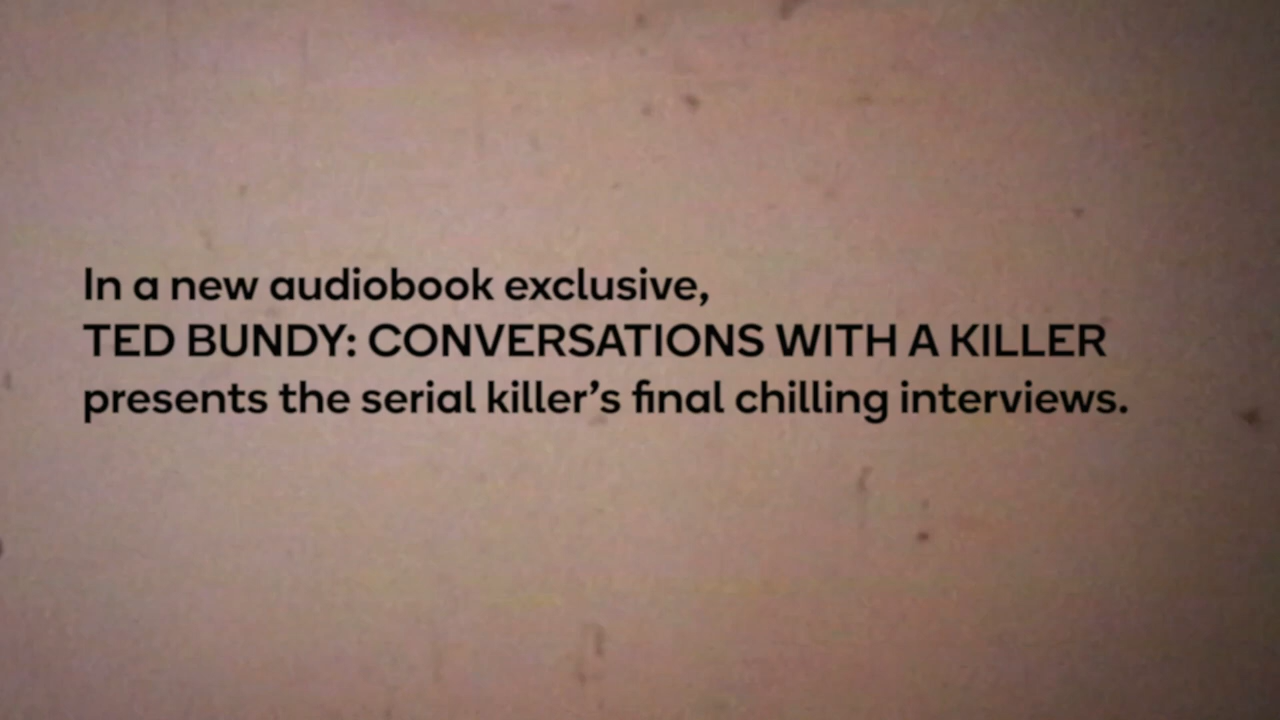 In a new audiobook exclusive,
TED BUNDY: CONVERSATIONS WITH A KILLER
presents the serial killer’s final chilling interviews.